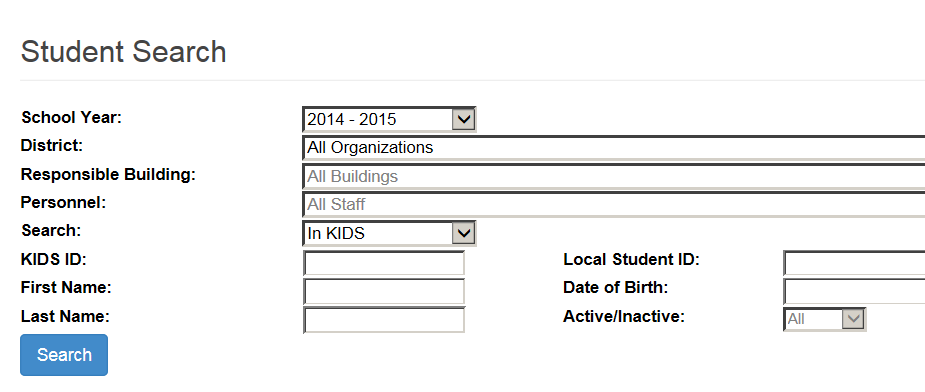 Student Search
School Year: 2014 - 2015
District: All Organizations
Responsible Building: All Buildings
Personnel: All Staff
Search: In KIDS
KIDS ID: Local Student ID:
First Name: Date of Birth:
Last Name: Active/Inactive: All
Search